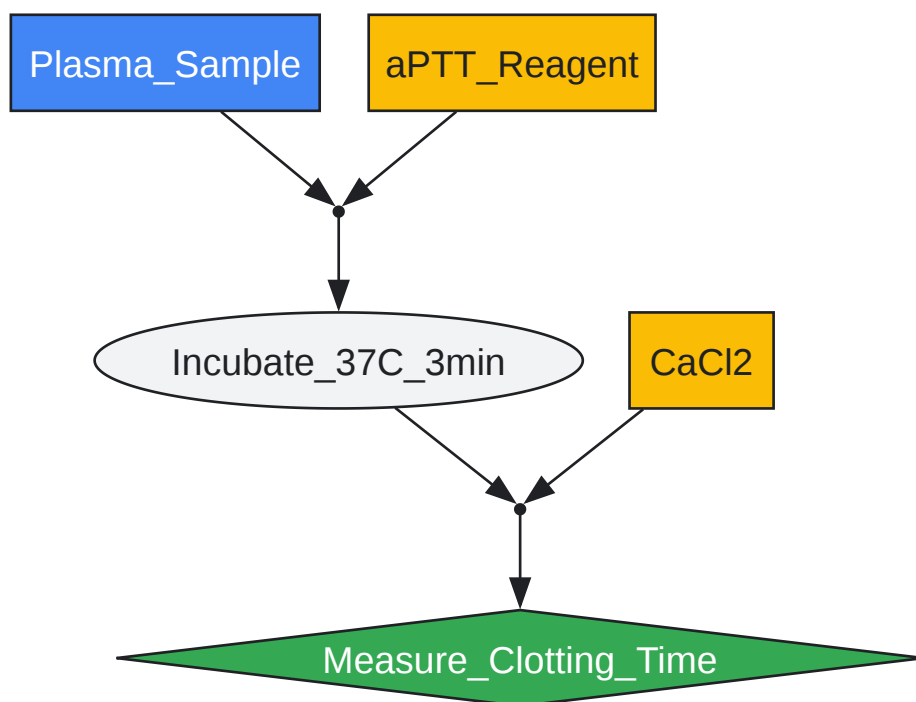 Plasma_Sample
aPTT_Reagent
Incubate_37C_3min
CaCl2
Measure_Clotting_Time